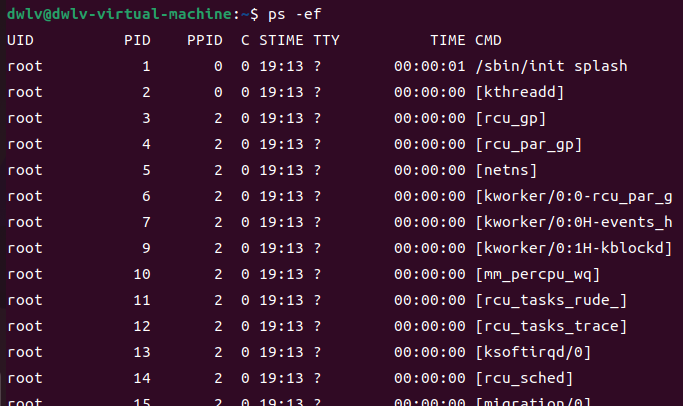 dwlv@dwlv-virtual-machine:~$ ps -ef
UID PID PPID C STIME TTY TIME CMD
root 1 0 0 19:13 ? 00:00:01 /sbin/init splash
root 2 0 0 19:13 ? 00:00:00 [kthreadd]
root 3 2 0 19:13 ? 00:00:00 [rcu_gp]
root 4 2 0 19:13 ? 00:00:00 [rcu_par_gp]
root 5 2 0 19:13 ? 00:00:00 [netns]
root 6 2 0 19:13 ? 00:00:00 [kworker/0:0-rcu_par_g
root 7 2 0 19:13 ? 00:00:00 [kworker/0:0H-events_h
root 9 2 0 19:13 ? 00:00:00 [kworker/0:1H-kblockd]
root 10 2 0 19:13 ? 00:00:00 [mm_percpu_wq]
root 11 2 0 19:13 ? 00:00:00 [rcu_tasks_rude_]
root 12 2 0 19:13 ? 00:00:00 [rcu_tasks_trace]
root 13 2 0 19:13 ? 00:00:00 [ksoftirqd/0]
root 14 2 0 19:13 ? 00:00:00 [rcu_sched]
root 15 2 0 19:13 ? 00:00:00 [migration/0]